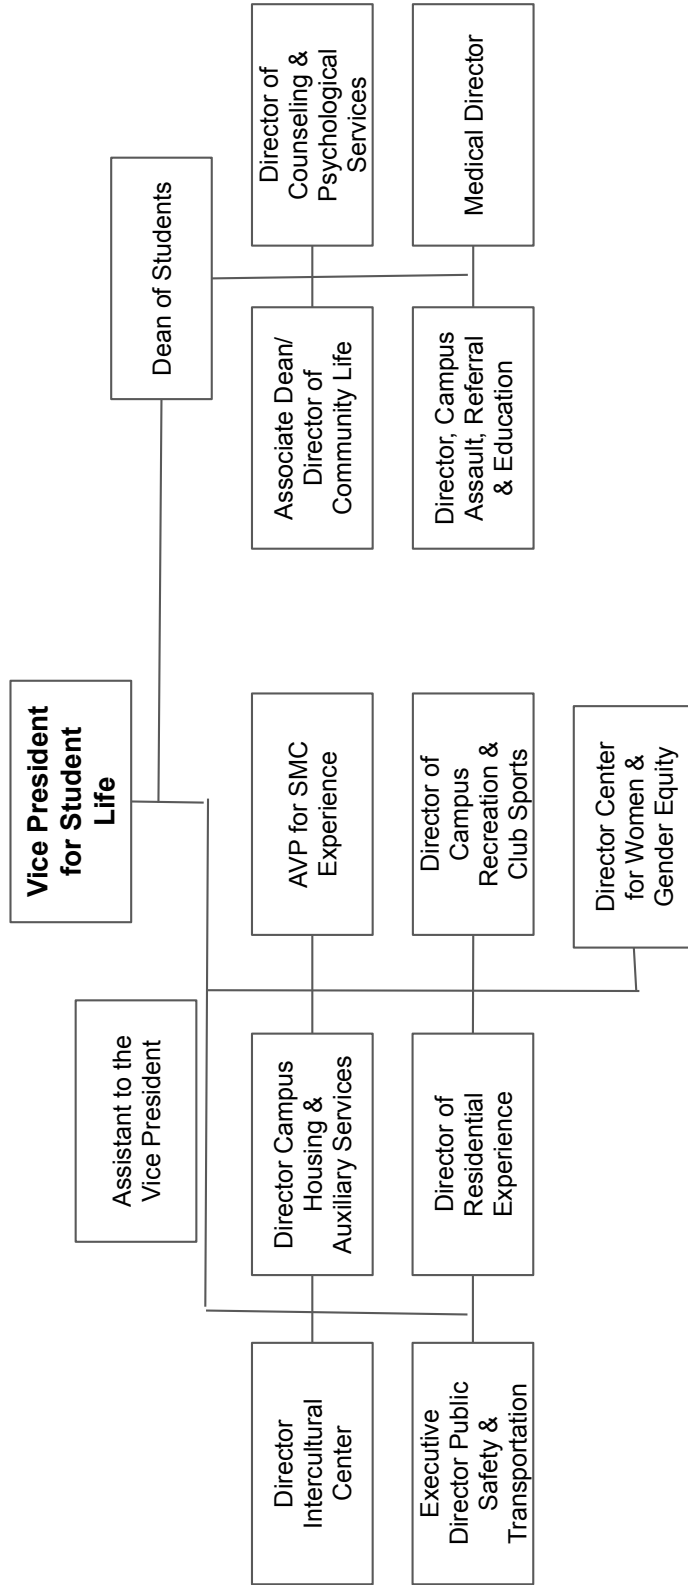 Vice President
for Student
Life
Assistant to the
Vice President
Dean of Students
Director
Intercultural
Center
Director Campus
Housing &
Auxiliary Services
AVP for SMC
Experience
Associate Dean/
Director of
Community Life
Director of
Counseling &
Psychological
Services
Executive
Director Public
Safety &
Transportation
Director of
Residential
Experience
Director of
Campus
Recreation &
Club Sports
Director, Campus
Assault, Referral
& Education
Medical Director
Director Center
for Women &
Gender Equity